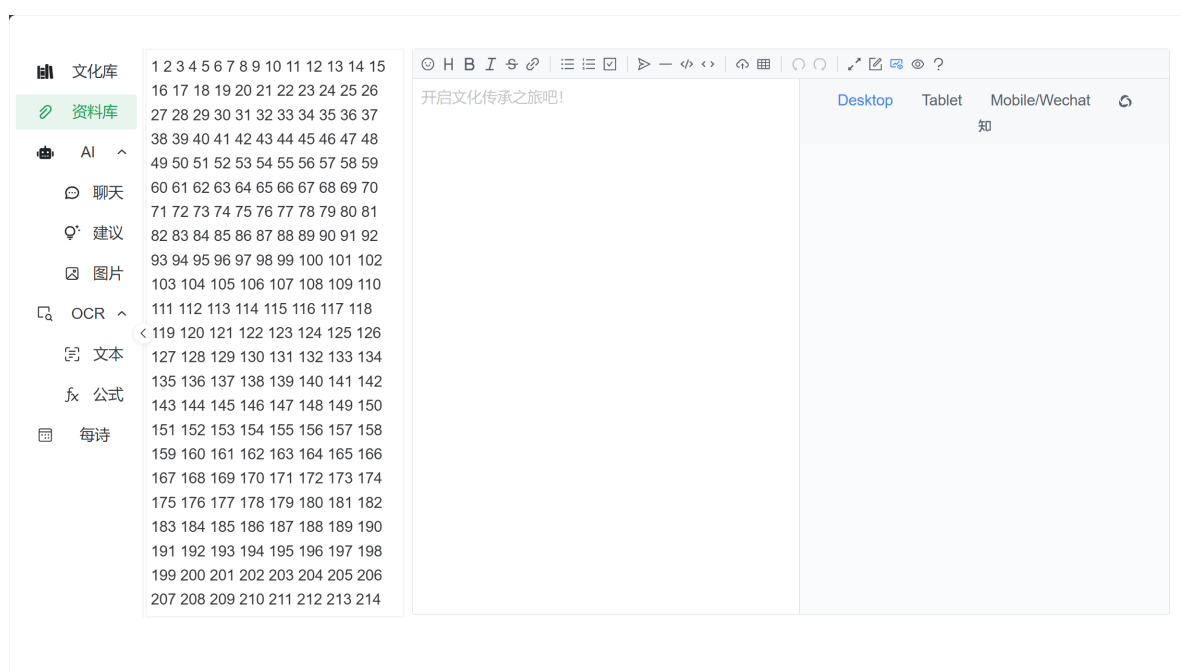 文化库
资料库
AI
聊天
建议
图片
OCR
文本
公式
每诗
1 2 3 4 5 6 7 8 9 10 11 12 13 14 15
16 17 18 19 20 21 22 23 24 25 26
27 28 29 30 31 32 33 34 35 36 37
38 39 40 41 42 43 44 45 46 47 48
49 50 51 52 53 54 55 56 57 58 59
60 61 62 63 64 65 66 67 68 69 70
71 72 73 74 75 76 77 78 79 80 81
82 83 84 85 86 87 88 89 90 91 92
93 94 95 96 97 98 99 100 101 102
103 104 105 106 107 108 109 110
111 112 113 114 115 116 117 118
119 120 121 122 123 124 125 126
127 128 129 130 131 132 133 134
135 136 137 138 139 140 141 142
143 144 145 146 147 148 149 150
151 152 153 154 155 156 157 158
159 160 161 162 163 164 165 166
167 168 169 170 171 172 173 174
175 176 177 178 179 180 181 182
183 184 185 186 187 188 189 190
191 192 193 194 195 196 197 198
199 200 201 202 203 204 205 206
207 208 209 210 211 212 213 214
开启文化传承之旅吧！
Desktop Tablet Mobile/Wechat
知